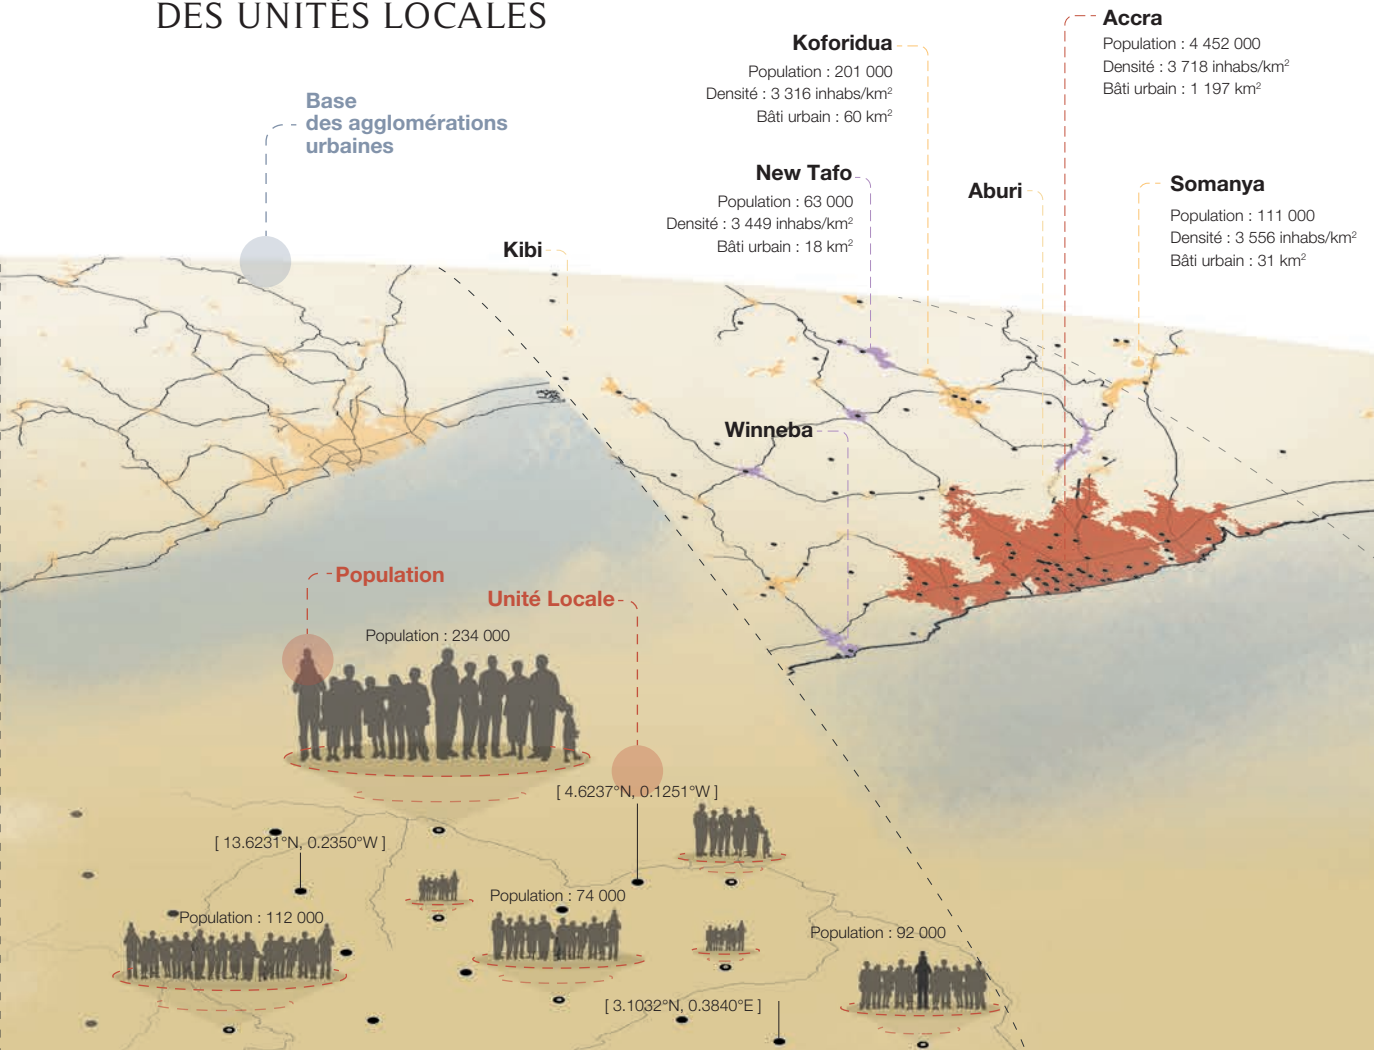 DES UNITÉS LOCALES
Base
des agglomérations
urbaines
Kibi
Koforidua
Population : 201 000
Densité : 3 316 inhabs/km²
Bâti urbain : 60 km²
New Tafo
Population : 63 000
Densité : 3 449 inhabs/km²
Bâti urbain : 18 km²
Accra
Population : 4 452 000
Densité : 3 718 inhabs/km²
Bâti urbain : 1 197 km²
Aburi
Somanya
Population : 111 000
Densité : 3 556 inhabs/km²
Bâti urbain : 31 km²
Winneba
Population
Unité Locale
Population : 234 000
[ 4.6237°N, 0.1251°W ]
[ 13.6231°N, 0.2350°W ]
Population : 74 000
Population : 112 000
Population : 92 000
[ 3.1032°N, 0.3840°E ]